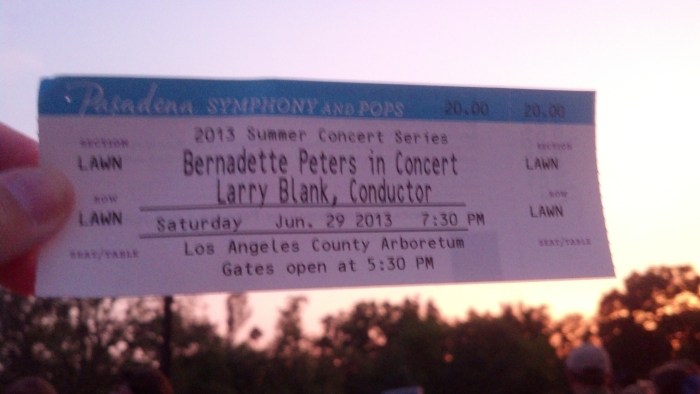 Pasadena SYMPHONY AND POPS 20.00 20.00
2013 Summer Concert Series
SECTION SECTION
LAWN Bernadette Peters in Concert LAWN
Larry Blank, Conductor
ROW ROW
LAWN Saturday Jun. 29 2013 7:30 PM LAWN
SEAT/TABLE Los Angeles County Arboretum SEAT/TABLE
Gates open at 5:30 PM